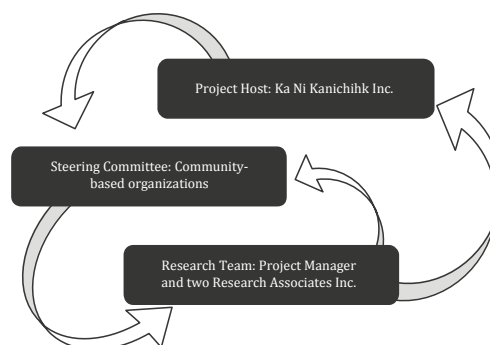 Project Host: Ka Ni Kanichihk Inc.
Steering Committee: Community-
based organizations
Research Team: Project Manager
and two Research Associates Inc.